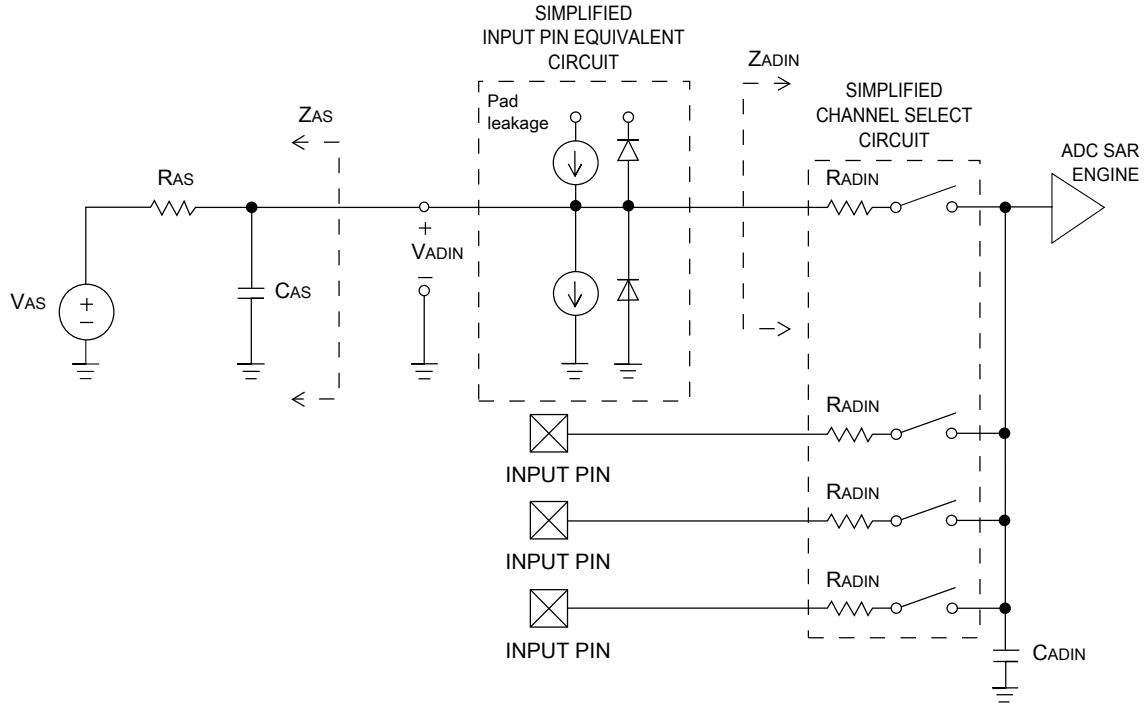 SIMPLIFIED
INPUT PIN EQUIVALENT
CIRCUIT
Pad
leakage
ZADIN
SIMPLIFIED
CHANNEL SELECT
CIRCUIT
ADC SAR
ENGINE
ZAS
RAS
RADIN
+
VADIN
–
CAS
VAS
+
–
RADIN
INPUT PIN
RADIN
INPUT PIN
RADIN
INPUT PIN
CADIN